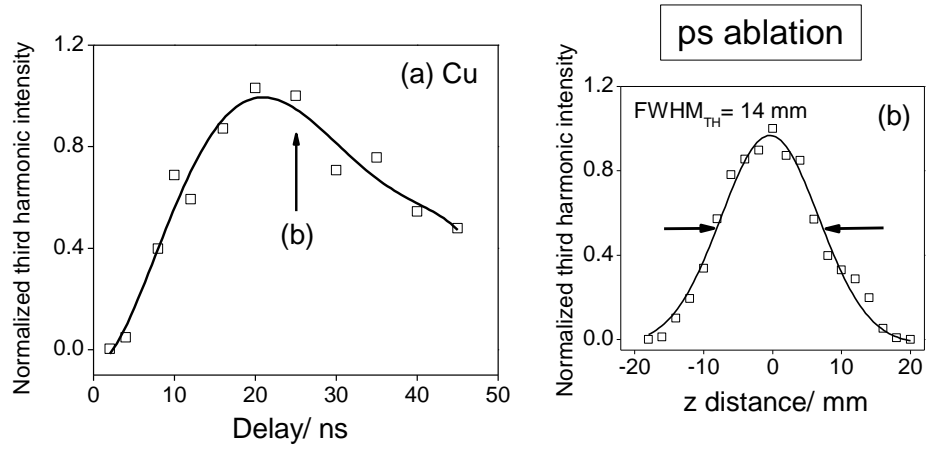 ps ablation
Normalized third harmonic intensity
1.2
0.8
0.4
0.0
(a) Cu
(b)
0
10
20
30
40
50
Delay/ ns
Normalized third harmonic intensity
1.2
0.8
0.4
0.0
FWHM_TH= 14 mm
(b)
-20
-10
0
10
20
z distance/ mm